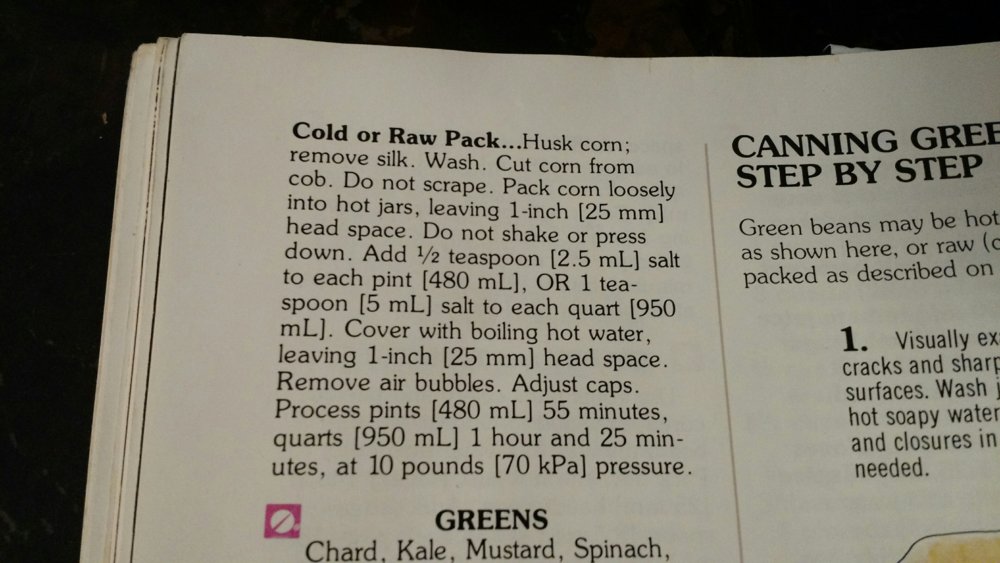 Cold or Raw Pack...Husk corn;
remove silk. Wash. Cut corn from
cob. Do not scrape. Pack corn loosely
into hot jars, leaving 1-inch [25 mm]
head space. Do not shake or press
down. Add ½ teaspoon [2.5 mL] salt
to each pint [480 mL], OR 1 tea-
spoon [5 mL] salt to each quart [950
mL]. Cover with boiling hot water,
leaving 1-inch [25 mm] head space.
Remove air bubbles. Adjust caps.
Process pints [480 mL] 55 minutes,
quarts [950 mL] 1 hour and 25 min-
utes, at 10 pounds [70 kPa] pressure.
GREENS
Chard, Kale, Mustard, Spinach,
CANNING
STEP BY STEP
Green beans may be hot
as shown here, or raw
packed as described on
1. Visually
cracks and
surfaces. Wash
hot soapy water
and closures in
needed.